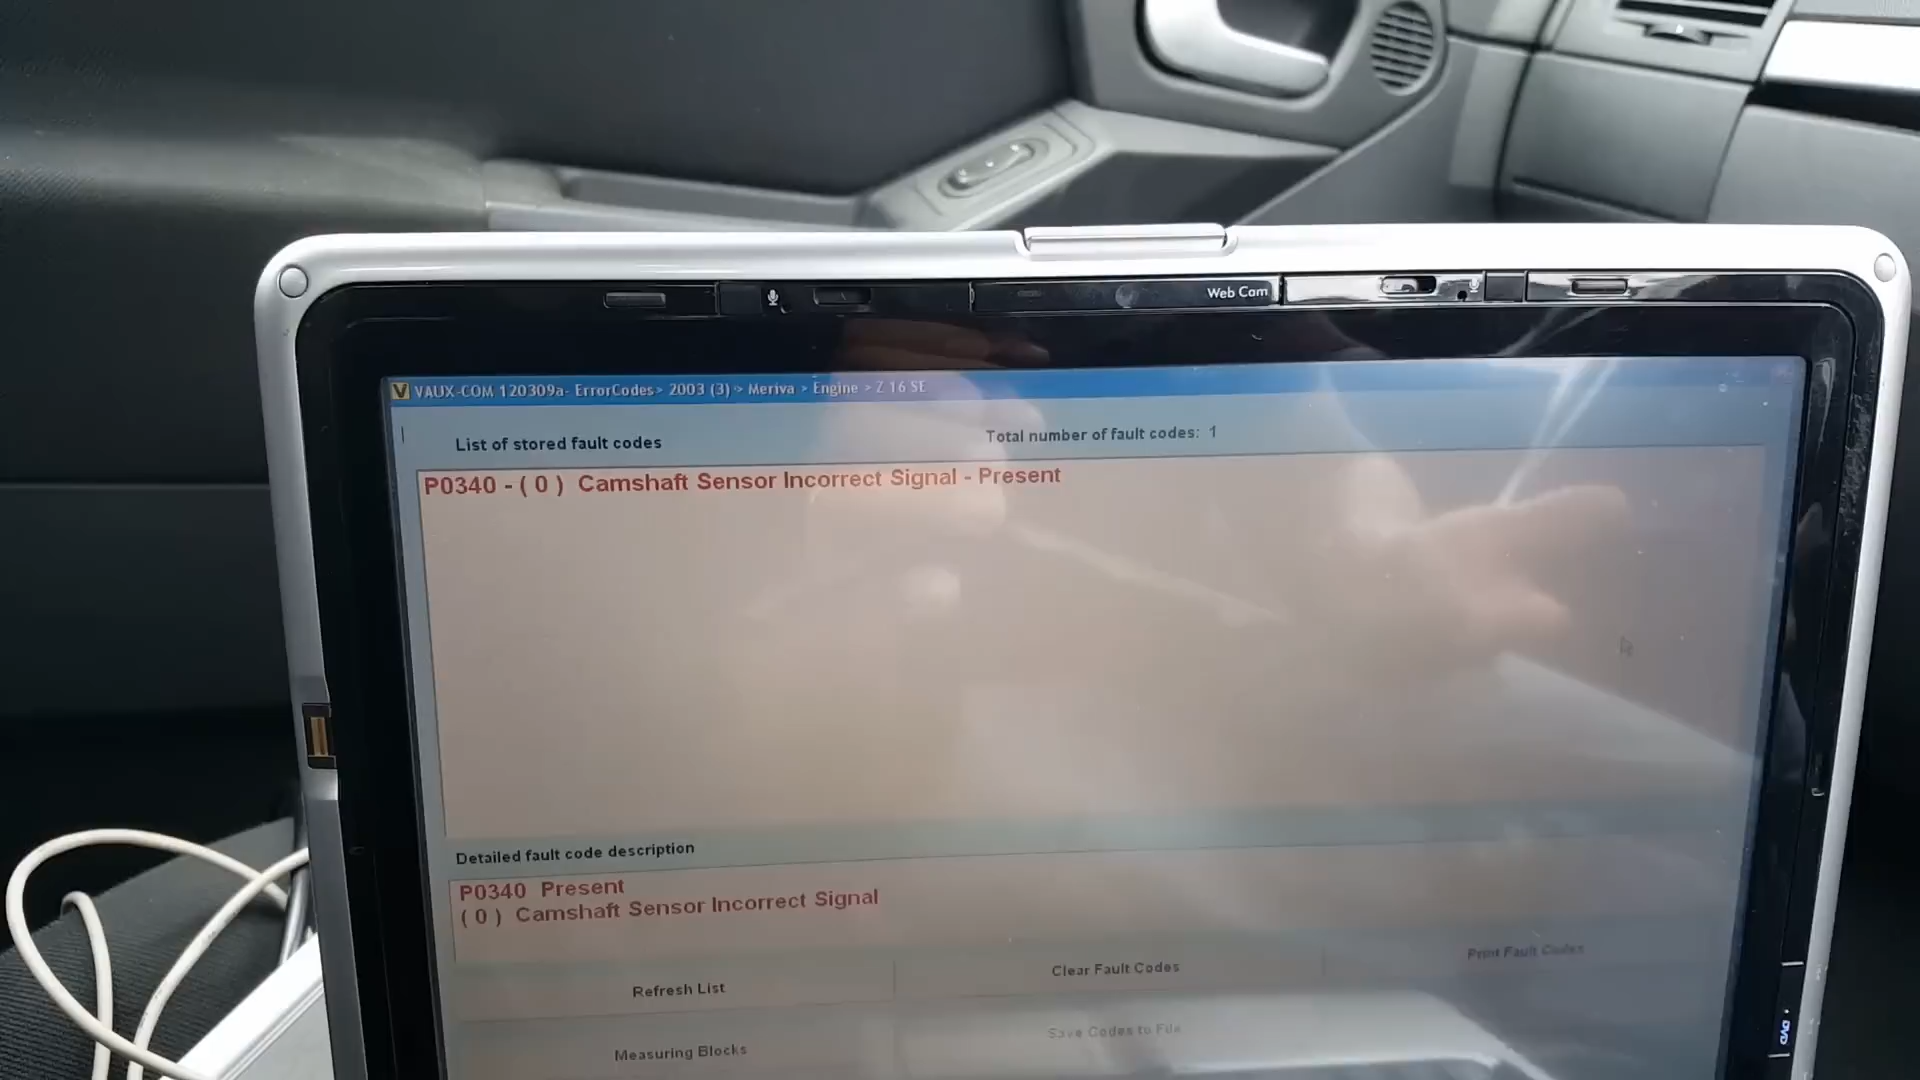 Web Cam
VAUX-COM 120309a- ErrorCodes> 2003 (3) > Meriva > Engine > Z 16 SE
List of stored fault codes
Total number of fault codes: 1
P0340 - ( 0 ) Camshaft Sensor Incorrect Signal - Present
Detailed fault code description
P0340 Present
( 0 ) Camshaft Sensor Incorrect Signal
Refresh List
Clear Fault Codes
Print Fault Codes
Measuring Blocks
Save Codes to File
DVD